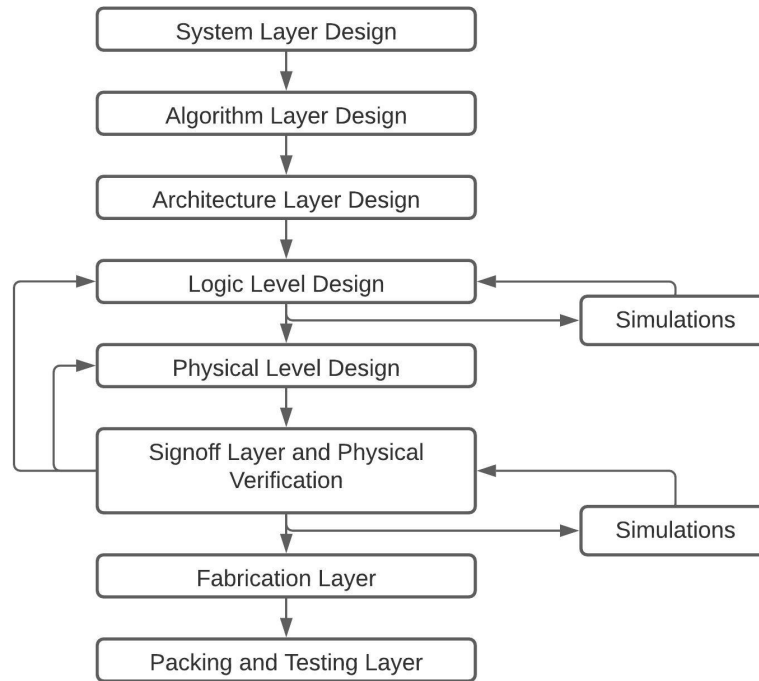 System Layer Design
Algorithm Layer Design
Architecture Layer Design
Logic Level Design
Simulations
Physical Level Design
Signoff Layer and Physical
Verification
Simulations
Fabrication Layer
Packing and Testing Layer